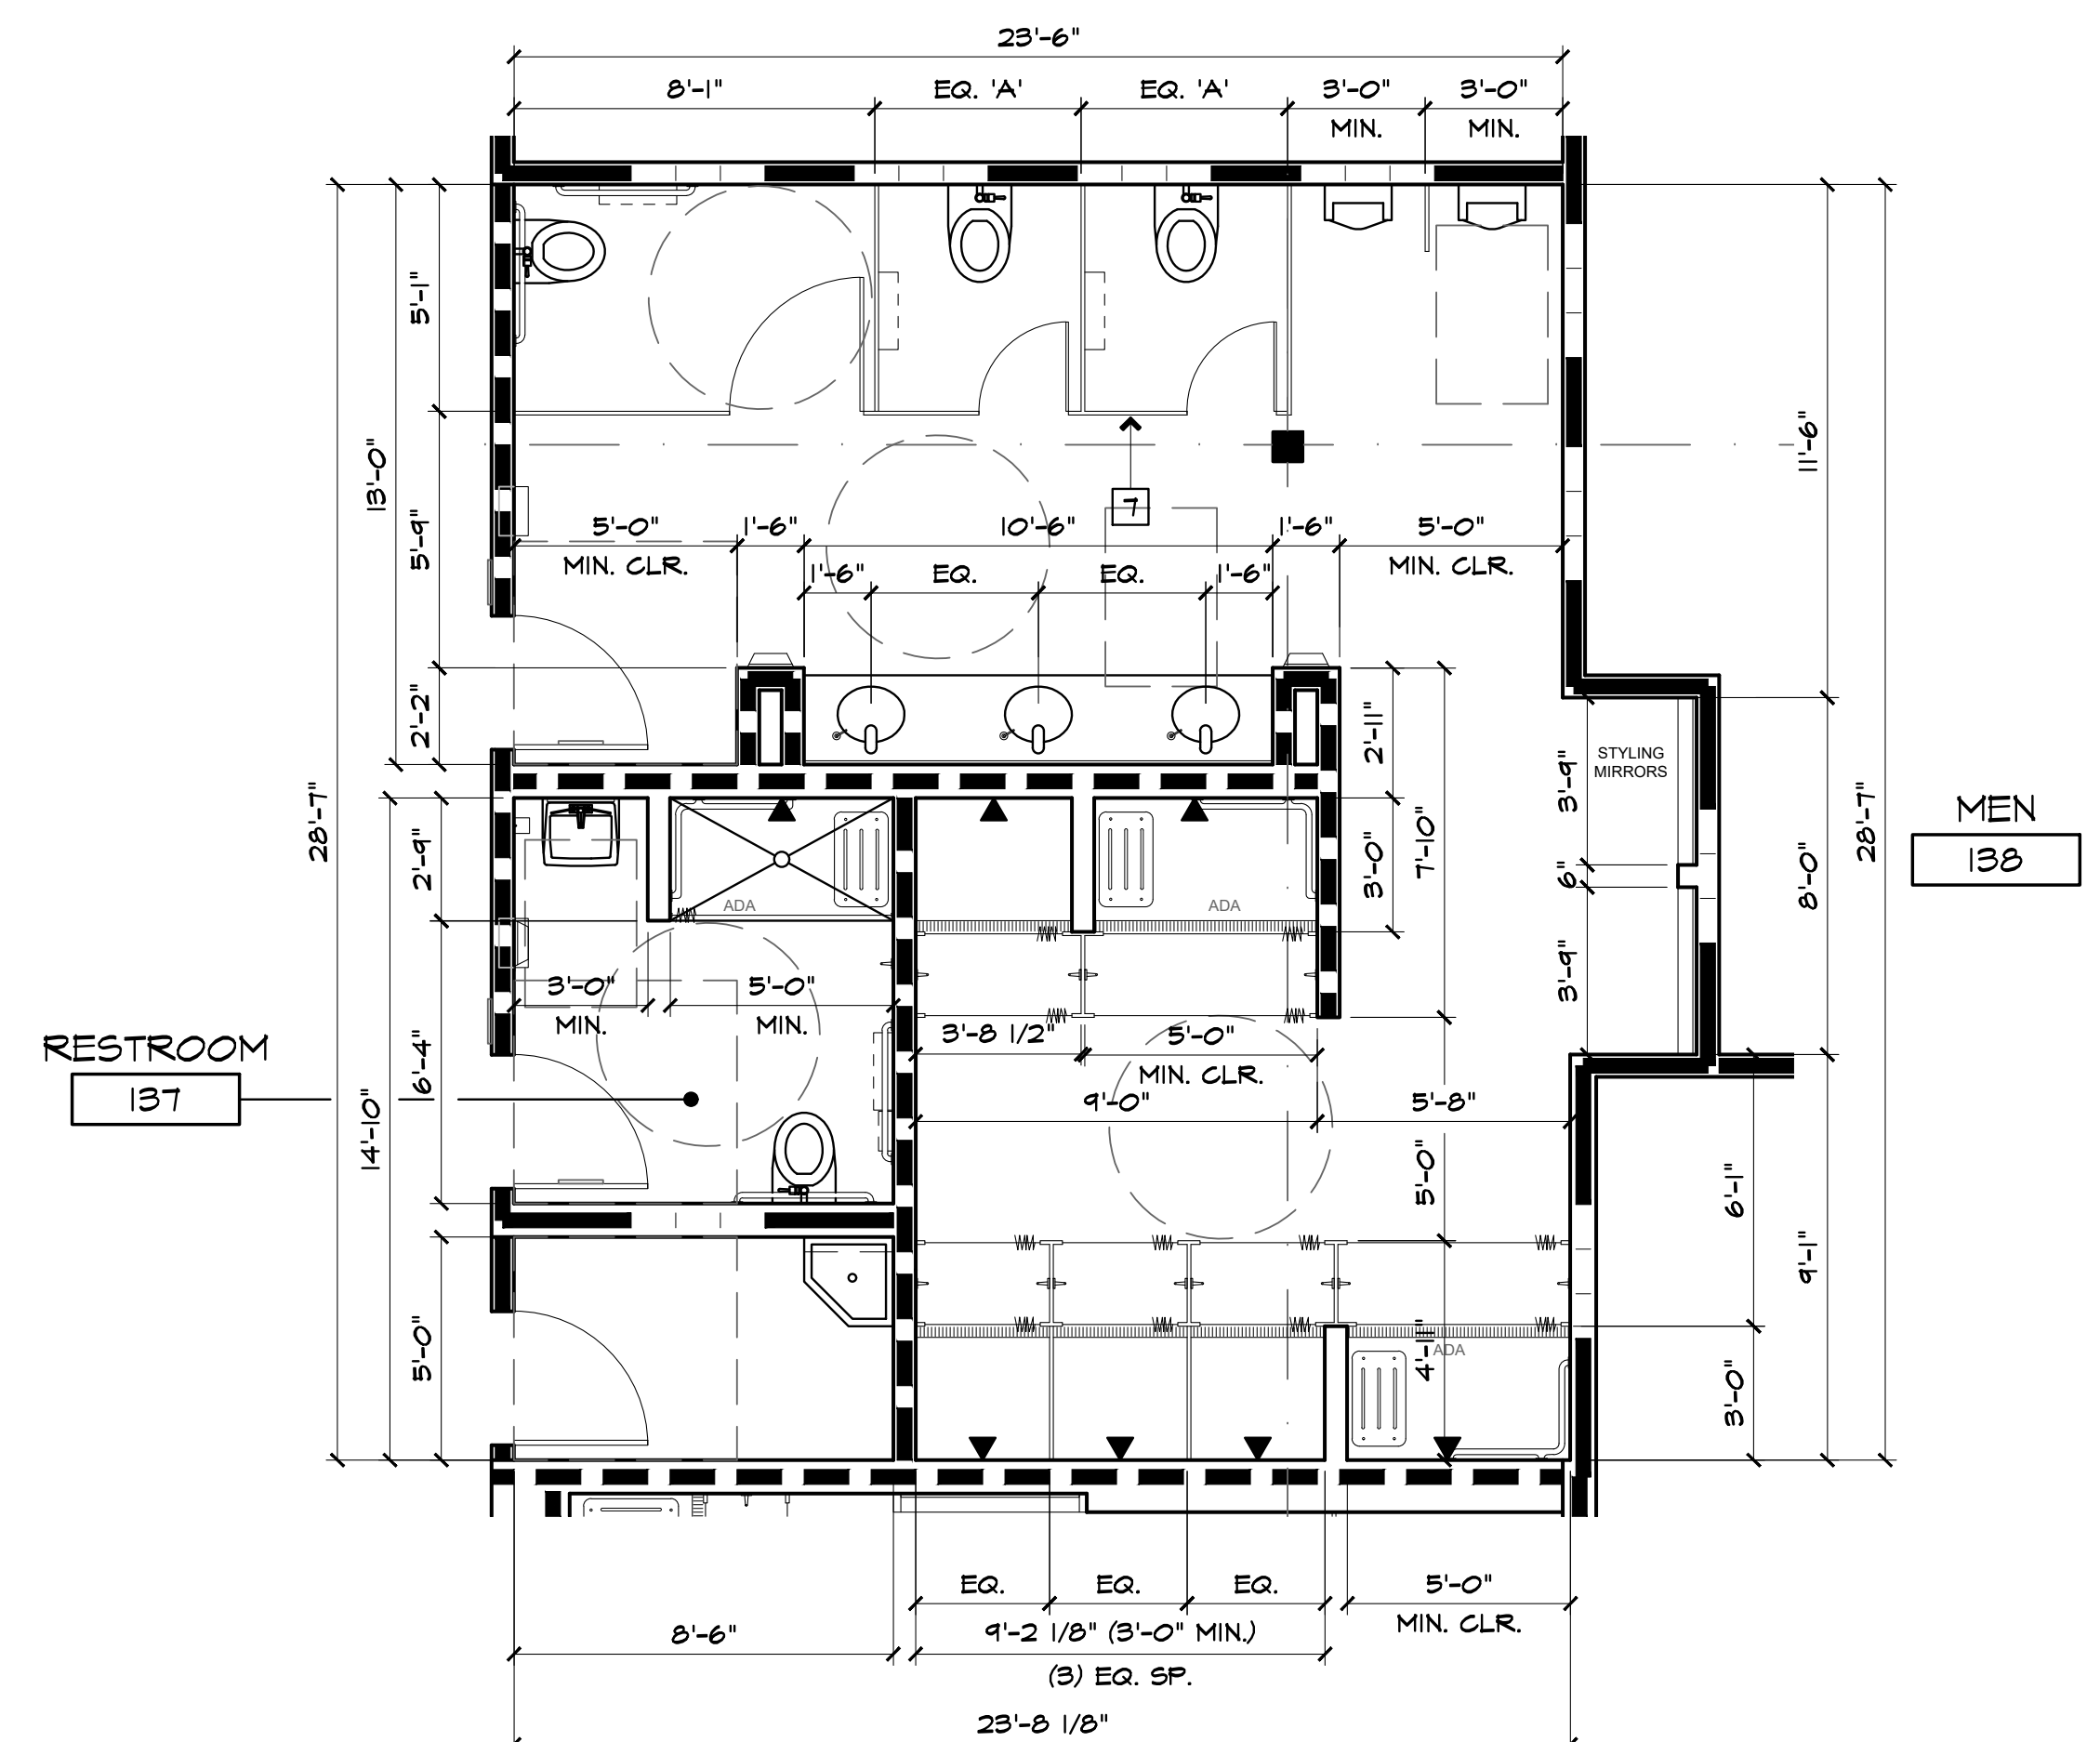 23'-6"
8'-1"
EQ. 'A'
EQ. 'A'
3'-0"
MIN.
3'-0"
MIN.
5'-1"
13'-0"
5'-9"
11'-6"
7
5'-0"
MIN. CLR.
1'-6"
10'-6"
1'-6"
5'-0"
MIN. CLR.
1'-6"
EQ.
EQ.
1'-6"
2'-2"
2'-11"
STYLING
MIRRORS
3'-9"
28'-7"
28'-7"
MEN
138
2'-9"
7'-10"
3'-0"
6"
8'-0"
ADA
ADA
3'-9"
3'-0"
MIN.
5'-0"
MIN.
3'-8 1/2"
5'-0"
MIN. CLR.
RESTROOM
137
6'-4"
14'-10"
9'-0"
5'-8"
5'-0"
6'-1"
9'-1"
5'-0"
4'-11"
ADA
3'-0"
EQ.
EQ.
EQ.
5'-0"
MIN. CLR.
8'-6"
9'-2 1/8" (3'-0" MIN.)
(3) EQ. SP.
23'-8 1/8"